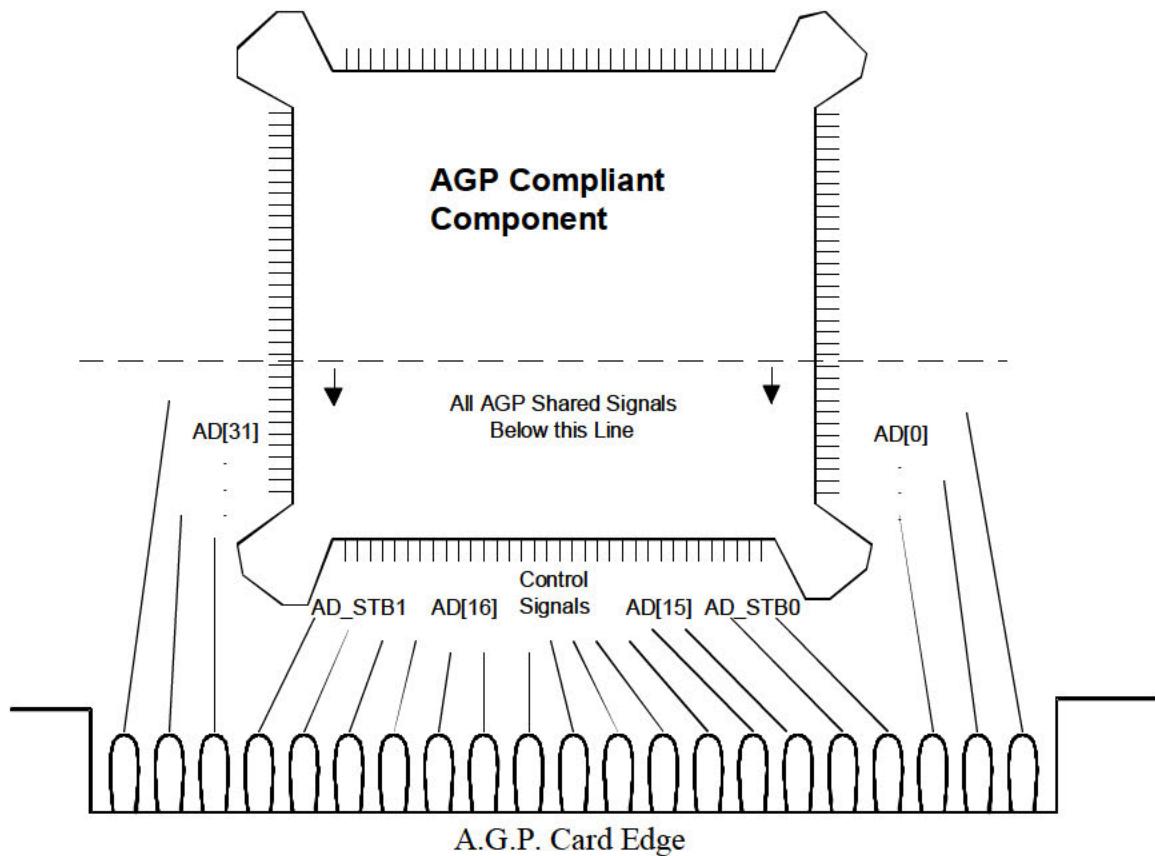 AGP Compliant
Component
All AGP Shared Signals
Below this Line
AD[31]
AD[0]
Control
Signals
AD_STB1
AD[16]
AD[15]
AD_STB0
A.G.P. Card Edge